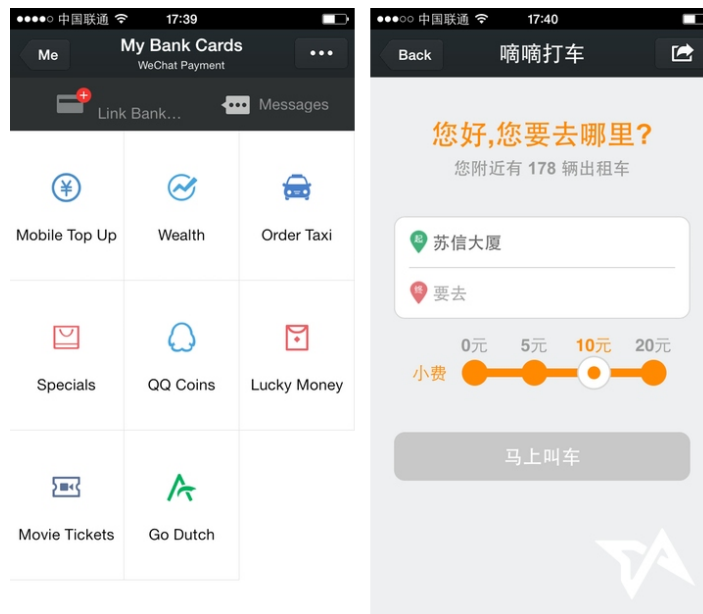 中国联通 17:39
Me
My Bank Cards
WeChat Payment
Link Bank...
Messages
Mobile Top Up
Wealth
Order Taxi
Specials
QQ Coins
Lucky Money
Movie Tickets
Go Dutch
中国联通 17:40
Back
嘀嘀打车
您好,您要去哪里?
您附近有 178 辆出租车
起 苏信大厦
终 要去
0元 5元 10元 20元
小费
马上叫车